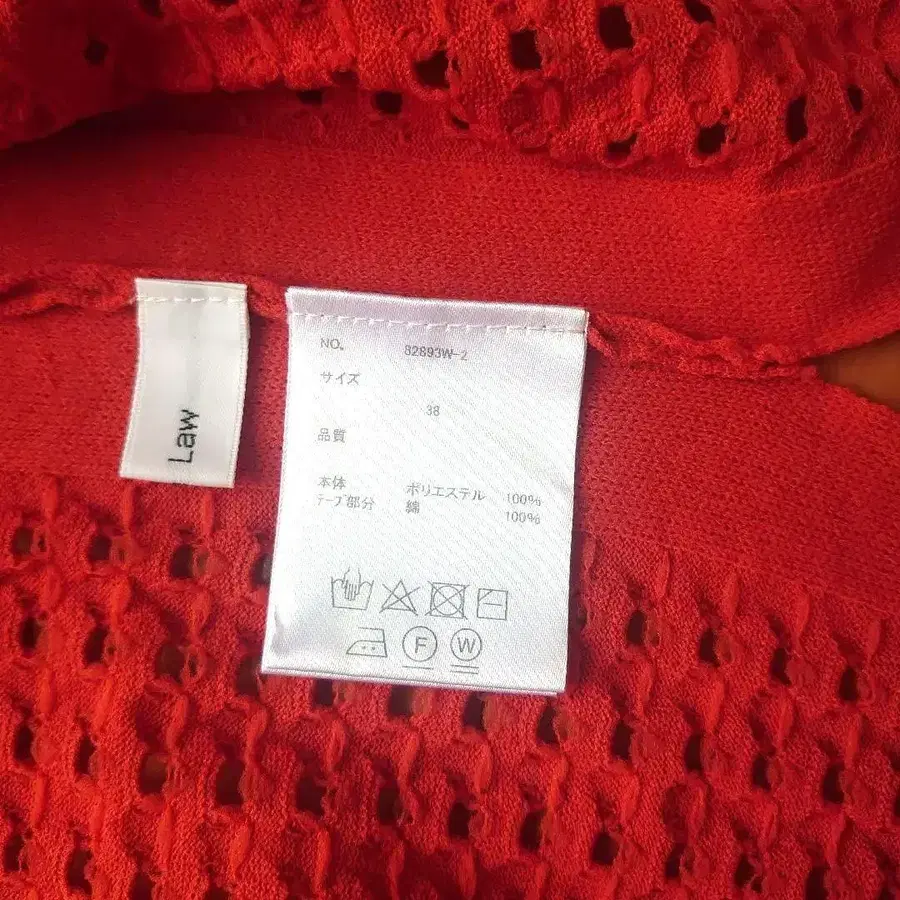 Law
NO. 82893W-2
サイズ
38
品質
本体 ポリエステル 100%
テープ部分 綿 100%
F W